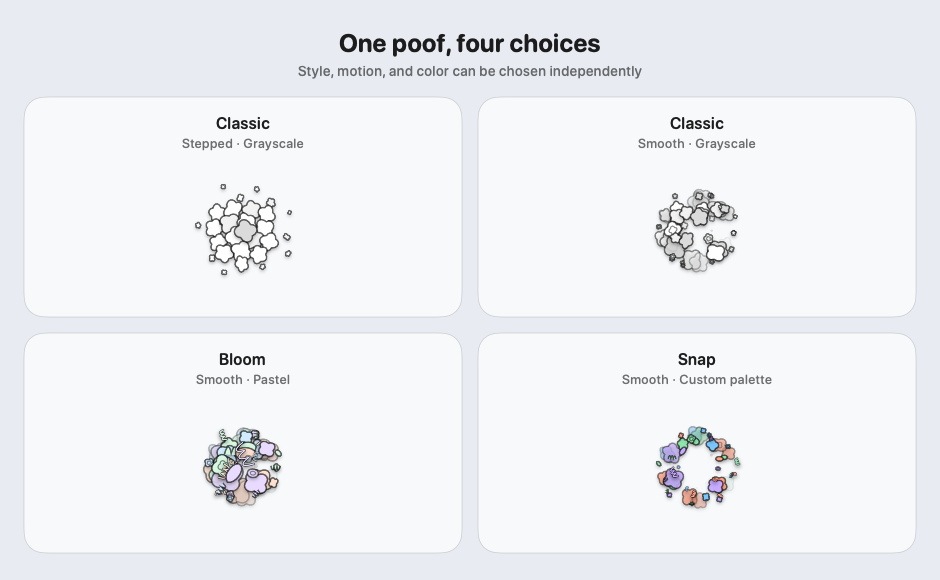 One poof, four choices
Style, motion, and color can be chosen independently
Classic
Stepped · Grayscale
Classic
Smooth · Grayscale
Bloom
Smooth · Pastel
Snap
Smooth · Custom palette